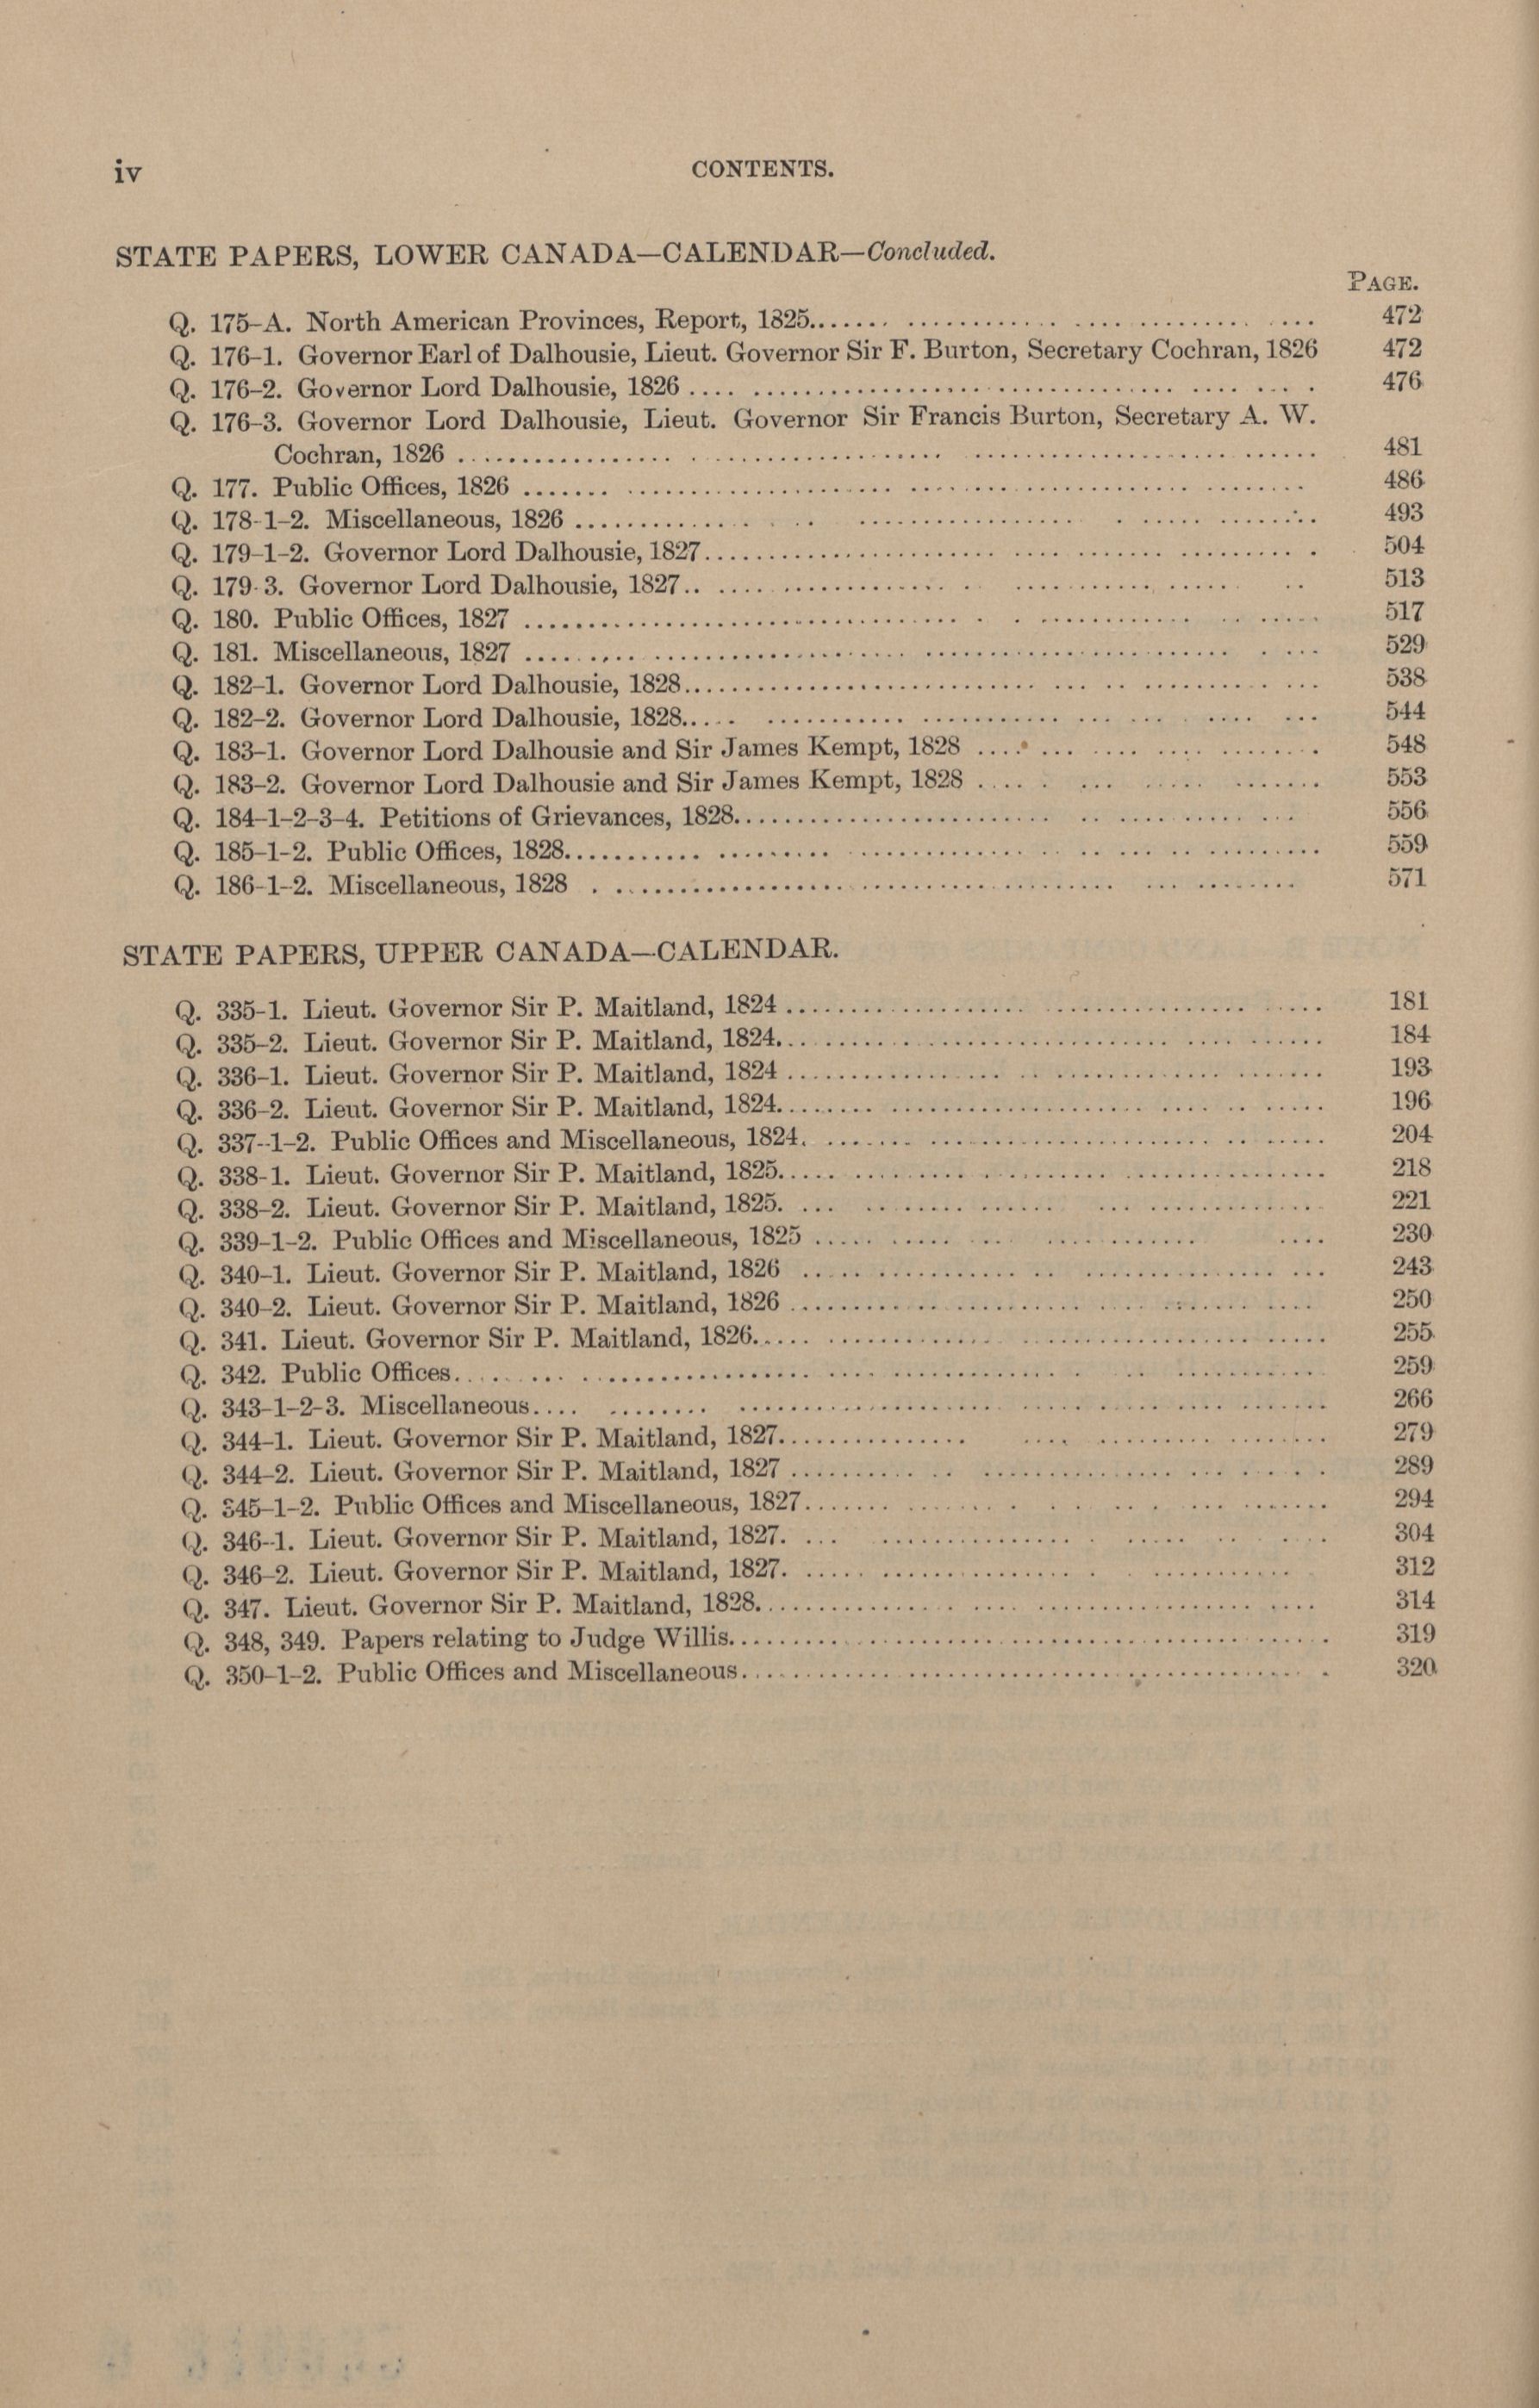 iv
CONTENTS.
STATE PAPERS, LOWER CANADA—CALENDAR—Concluded.
PAGE.
Q. 175–A. North American Provinces, Report, 1825 472
Q. 176–1. Governor Earl of Dalhousie, Lieut. Governor Sir F. Burton, Secretary Cochran, 1826 472
Q. 176–2. Governor Lord Dalhousie, 1826 476
Q. 176–3. Governor Lord Dalhousie, Lieut. Governor Sir Francis Burton, Secretary A. W.
Cochran, 1826 481
Q. 177. Public Offices, 1826 486
Q. 178-1–2. Miscellaneous, 1826 493
Q. 179–1–2. Governor Lord Dalhousie, 1827 504
Q. 179-3. Governor Lord Dalhousie, 1827 513
Q. 180. Public Offices, 1827 517
Q. 181. Miscellaneous, 1827 529
Q. 182–1. Governor Lord Dalhousie, 1828 538
Q. 182–2. Governor Lord Dalhousie, 1828 544
Q. 183–1. Governor Lord Dalhousie and Sir James Kempt, 1828 548
Q. 183–2. Governor Lord Dalhousie and Sir James Kempt, 1828 553
Q. 184–1–2–3–4. Petitions of Grievances, 1828 556
Q. 185–1–2. Public Offices, 1828 559
Q. 186–1–2. Miscellaneous, 1828 571
STATE PAPERS, UPPER CANADA—CALENDAR.
Q. 335–1. Lieut. Governor Sir P. Maitland, 1824 181
Q. 335–2. Lieut. Governor Sir P. Maitland, 1824 184
Q. 336–1. Lieut. Governor Sir P. Maitland, 1824 193
Q. 336–2. Lieut. Governor Sir P. Maitland, 1824 196
Q. 337–1–2. Public Offices and Miscellaneous, 1824 204
Q. 338-1. Lieut. Governor Sir P. Maitland, 1825 218
Q. 338–2. Lieut. Governor Sir P. Maitland, 1825 221
Q. 339–1–2. Public Offices and Miscellaneous, 1825 230
Q. 340–1. Lieut. Governor Sir P. Maitland, 1826 243
Q. 340–2. Lieut. Governor Sir P. Maitland, 1826 250
Q. 341. Lieut. Governor Sir P. Maitland, 1826 255
Q. 342. Public Offices 259
Q. 343–1–2–3. Miscellaneous 266
Q. 344–1. Lieut. Governor Sir P. Maitland, 1827 279
Q. 344–2. Lieut. Governor Sir P. Maitland, 1827 289
Q. 345–1–2. Public Offices and Miscellaneous, 1827 294
Q. 346–1. Lieut. Governor Sir P. Maitland, 1827. 304
Q. 346–2. Lieut. Governor Sir P. Maitland, 1827. 312
Q. 347. Lieut. Governor Sir P. Maitland, 1828 314
Q. 348, 349. Papers relating to Judge Willis 319
Q. 350–1–2. Public Offices and Miscellaneous 320